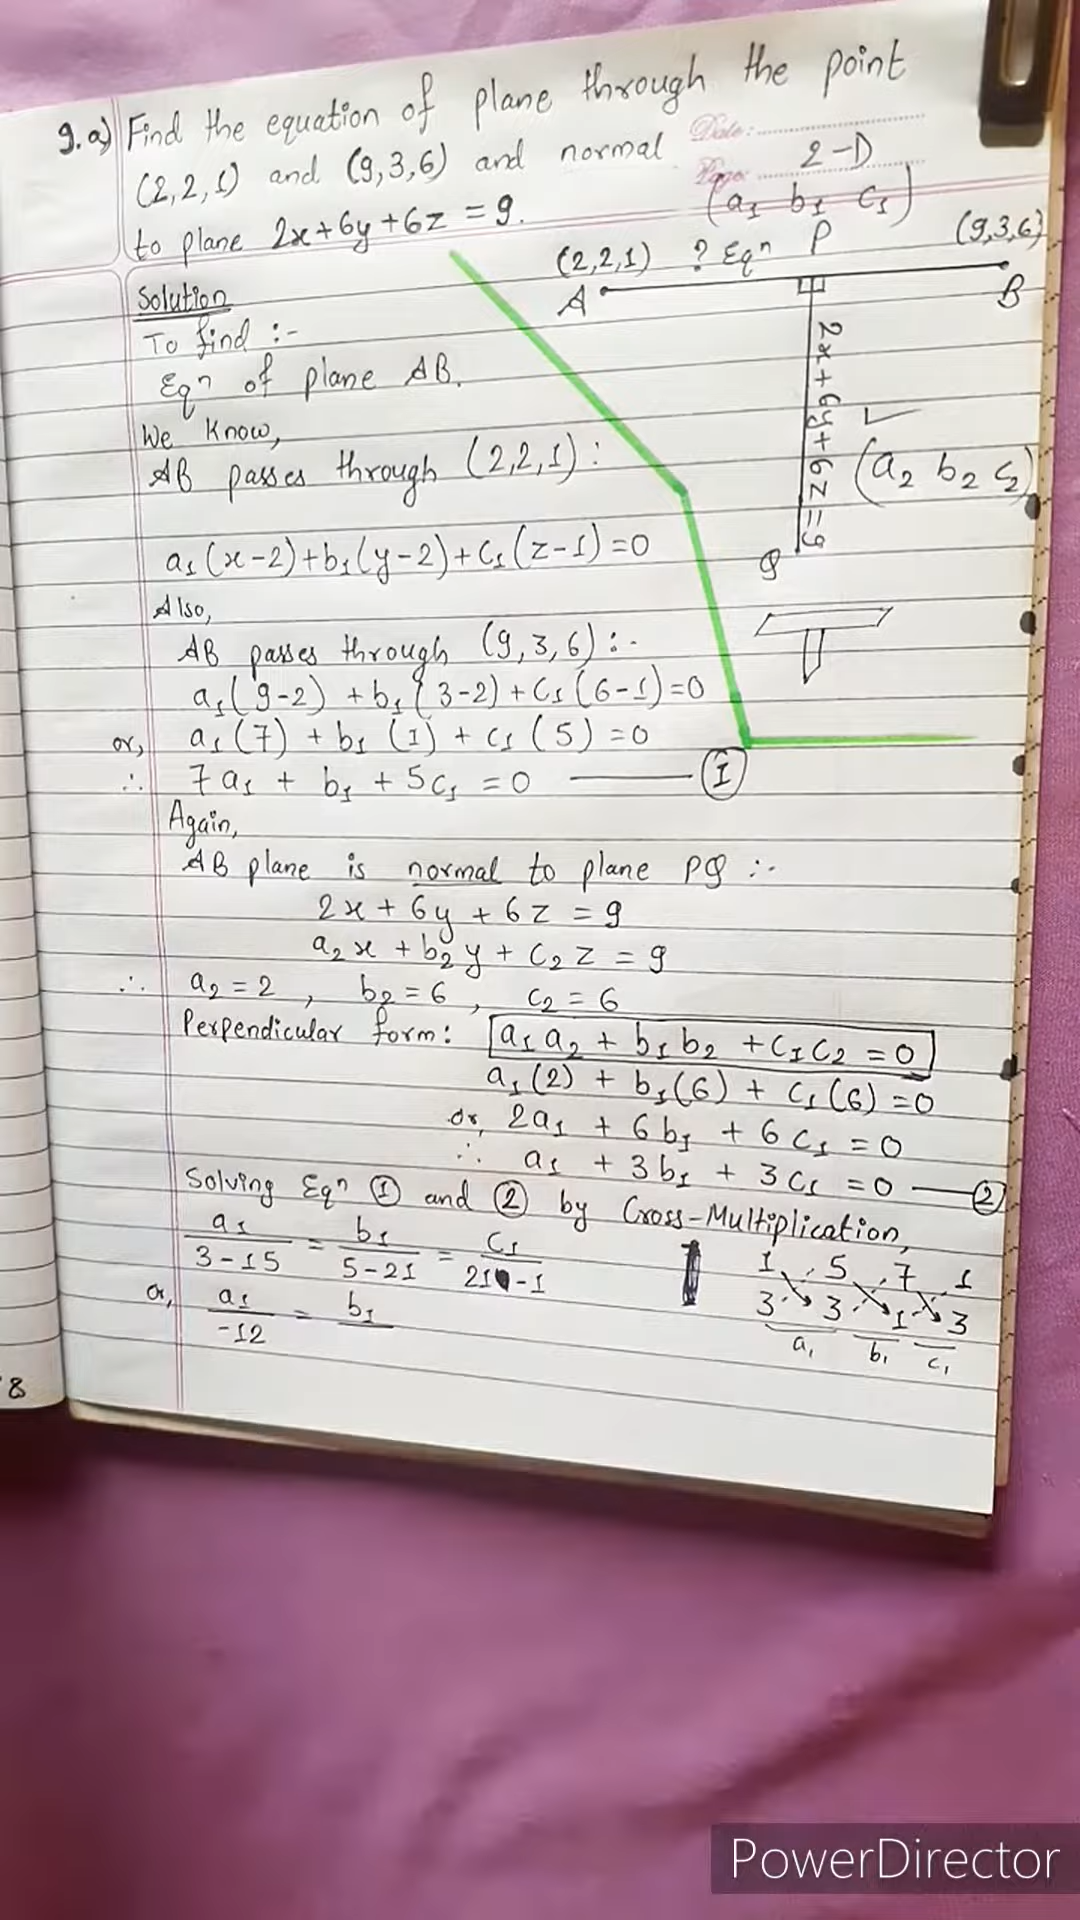 9.a) Find the equation of plane through the point
(2,2,1) and (9,3,6) and normal
to plane 2x+6y+6z = 9.
Date:
Page:
2-D
(a₁ b₁ c₁)
(2,2,1) ? Eqⁿ P (9,3,6)
A B
2x+6y+6z=9
(a₂ b₂ c₂)
Q
Solution
To find :-
Eqⁿ of plane AB.
We Know,
AB passes through (2,2,1) :
a₁(x-2)+b₁(y-2)+c₁(z-1)=0
Also,
AB passes through (9,3,6) :-
a₁(9-2) + b₁(3-2)+c₁(6-1)=0
or, a₁(7) + b₁(1) + c₁(5) =0
∴ 7a₁ + b₁ + 5c₁ = 0 ——— I
Again,
AB plane is normal to plane PQ :-
2x + 6y + 6z = 9
a₂x + b₂y + c₂z = 9
∴ a₂ = 2 , b₂ = 6 , c₂ = 6
Perpendicular form: a₁a₂ + b₁b₂ + c₁c₂ = 0
a₁(2) + b₁(6) + c₁(6) =0
or, 2a₁ + 6b₁ + 6c₁ = 0
∴ a₁ + 3b₁ + 3c₁ = 0 —— 2
Solving Eqⁿ 1 and 2 by Cross-Multiplication,
a₁/3-15 = b₁/5-21 = c₁/21-1
1 5 7 1
3 3 1 3
a₁ b₁ c₁
or, a₁/-12 = b₁
8
PowerDirector